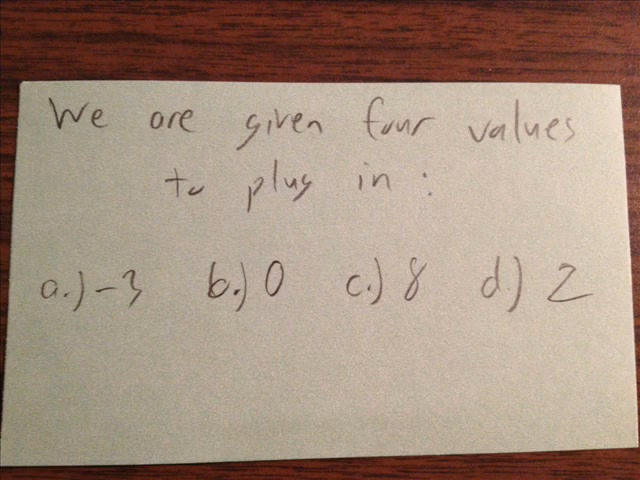 We are given four values
to plug in :
a.) -3 b.) 0 c.) 8 d.) 2